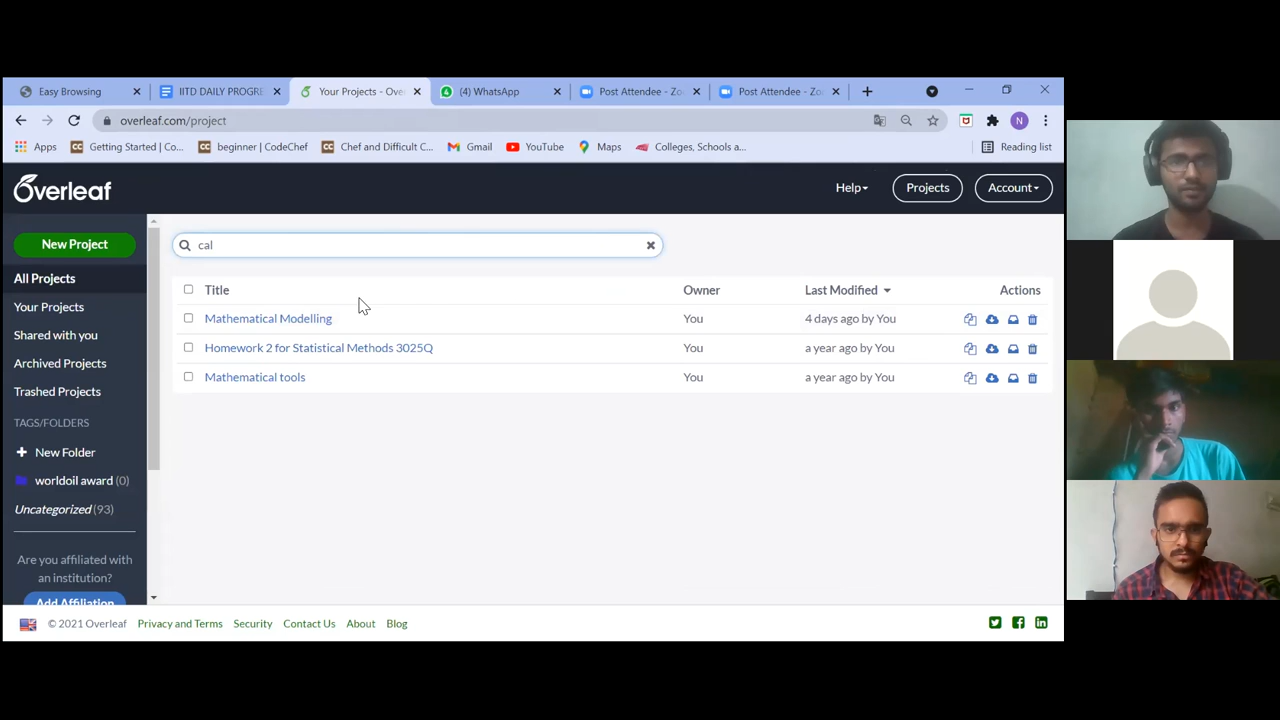 Easy Browsing
IITD DAILY PROGRE
Your Projects - Ove
(4) WhatsApp
Post Attendee - Zo
Post Attendee - Zo
overleaf.com/project
N
Apps
Getting Started | Co...
beginner | CodeChef
Chef and Difficult C...
Gmail
YouTube
Maps
Colleges, Schools a...
Reading list
Overleaf
Help
Projects
Account
New Project
All Projects
Your Projects
Shared with you
Archived Projects
Trashed Projects
TAGS/FOLDERS
New Folder
worldoil award (0)
Uncategorized (93)
Are you affiliated with
an institution?
Add Affiliation
cal
Title Owner Last Modified Actions
Mathematical Modelling You 4 days ago by You
Homework 2 for Statistical Methods 3025Q You a year ago by You
Mathematical tools You a year ago by You
© 2021 Overleaf Privacy and Terms Security Contact Us About Blog